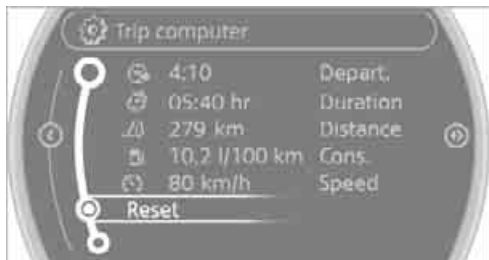 Trip computer
4:10 Depart.
05:40 hr Duration
279 km Distance
10.2 l/100 km Cons.
80 km/h Speed
Reset